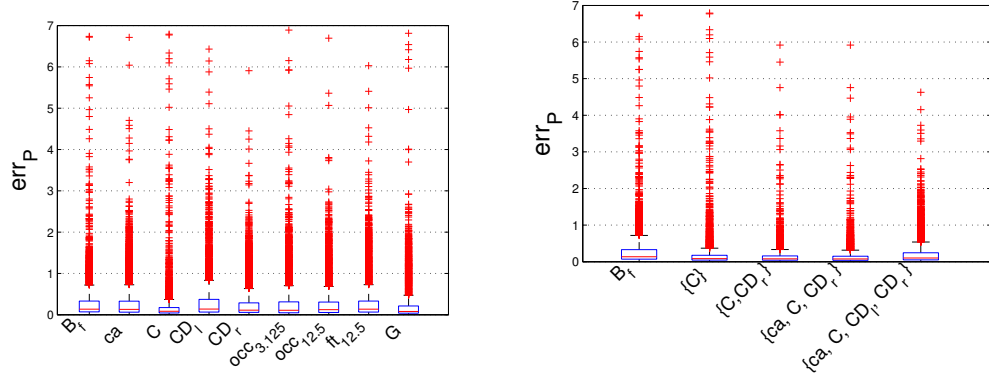 7
6
5
4
3
2
1
0
err_P
B_f
ca
C
CD_l
CD_r
occ_3.125
occ_12.5
ft_12.5
G
7
6
5
4
3
2
1
0
err_P
B_f
{C}
{C,CD_r}
{ca, C, CD_r}
{ca, C, CD_l, CD_r}